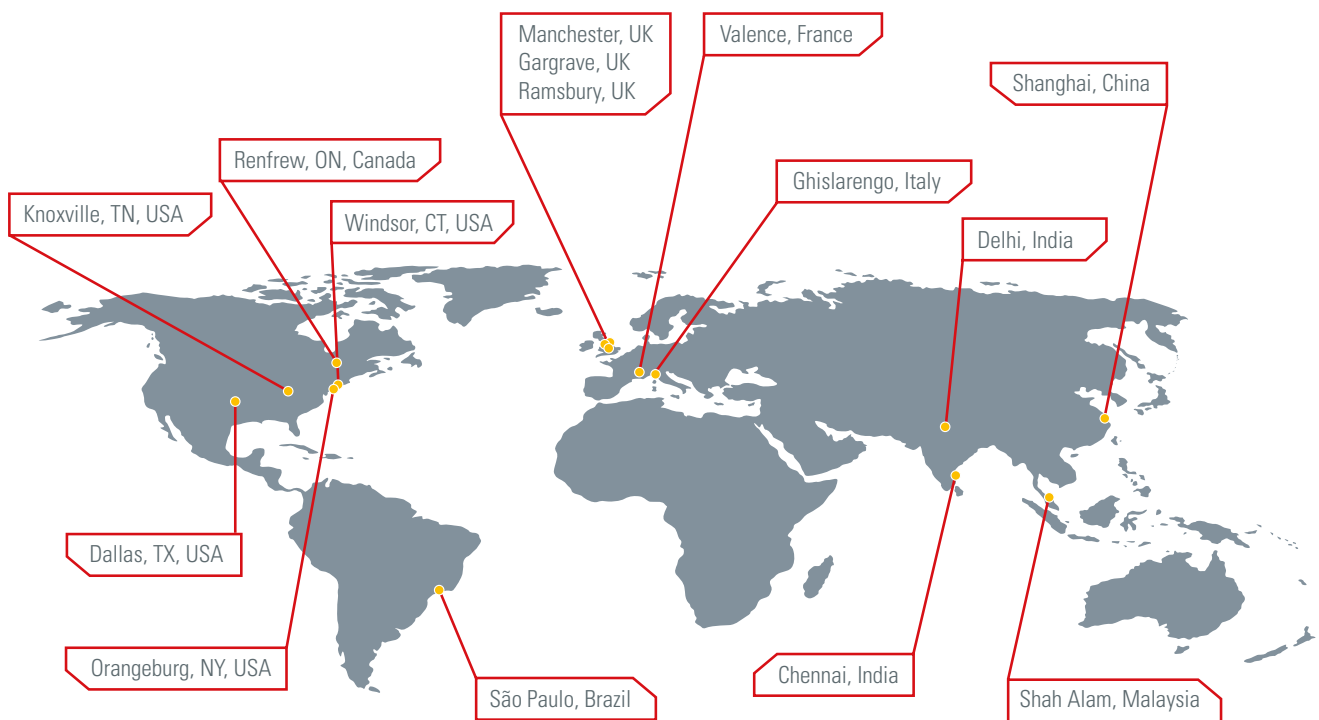 Manchester, UK
Gargrave, UK
Ramsbury, UK
Valence, France
Shanghai, China
Renfrew, ON, Canada
Ghislarengo, Italy
Knoxville, TN, USA
Windsor, CT, USA
Delhi, India
Dallas, TX, USA
Orangeburg, NY, USA
Chennai, India
São Paulo, Brazil
Shah Alam, Malaysia